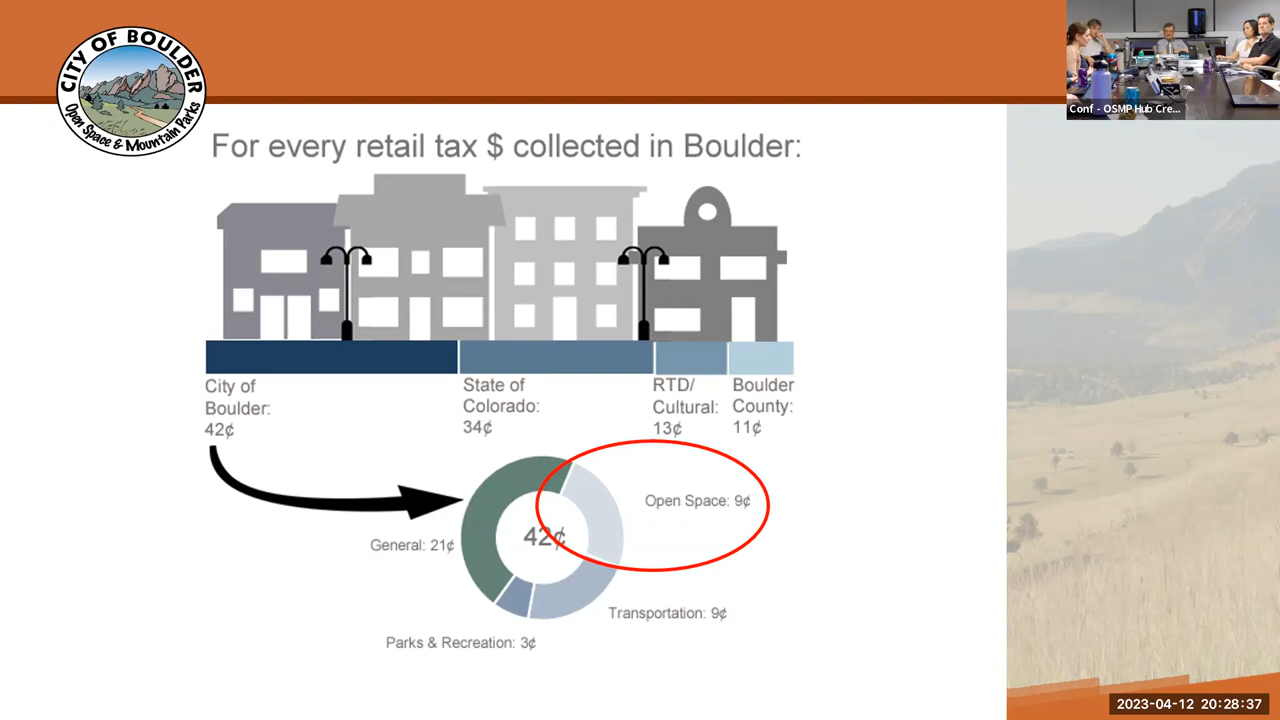 CITY OF BOULDER
Open Space & Mountain Parks
Conf - OSMP Hub Cre...
For every retail tax $ collected in Boulder:
City of
Boulder:
42¢
State of
Colorado:
34¢
RTD/
Cultural:
13¢
Boulder
County:
11¢
Open Space: 9¢
42¢
General: 21¢
Transportation: 9¢
Parks & Recreation: 3¢
2023-04-12 20:28:37